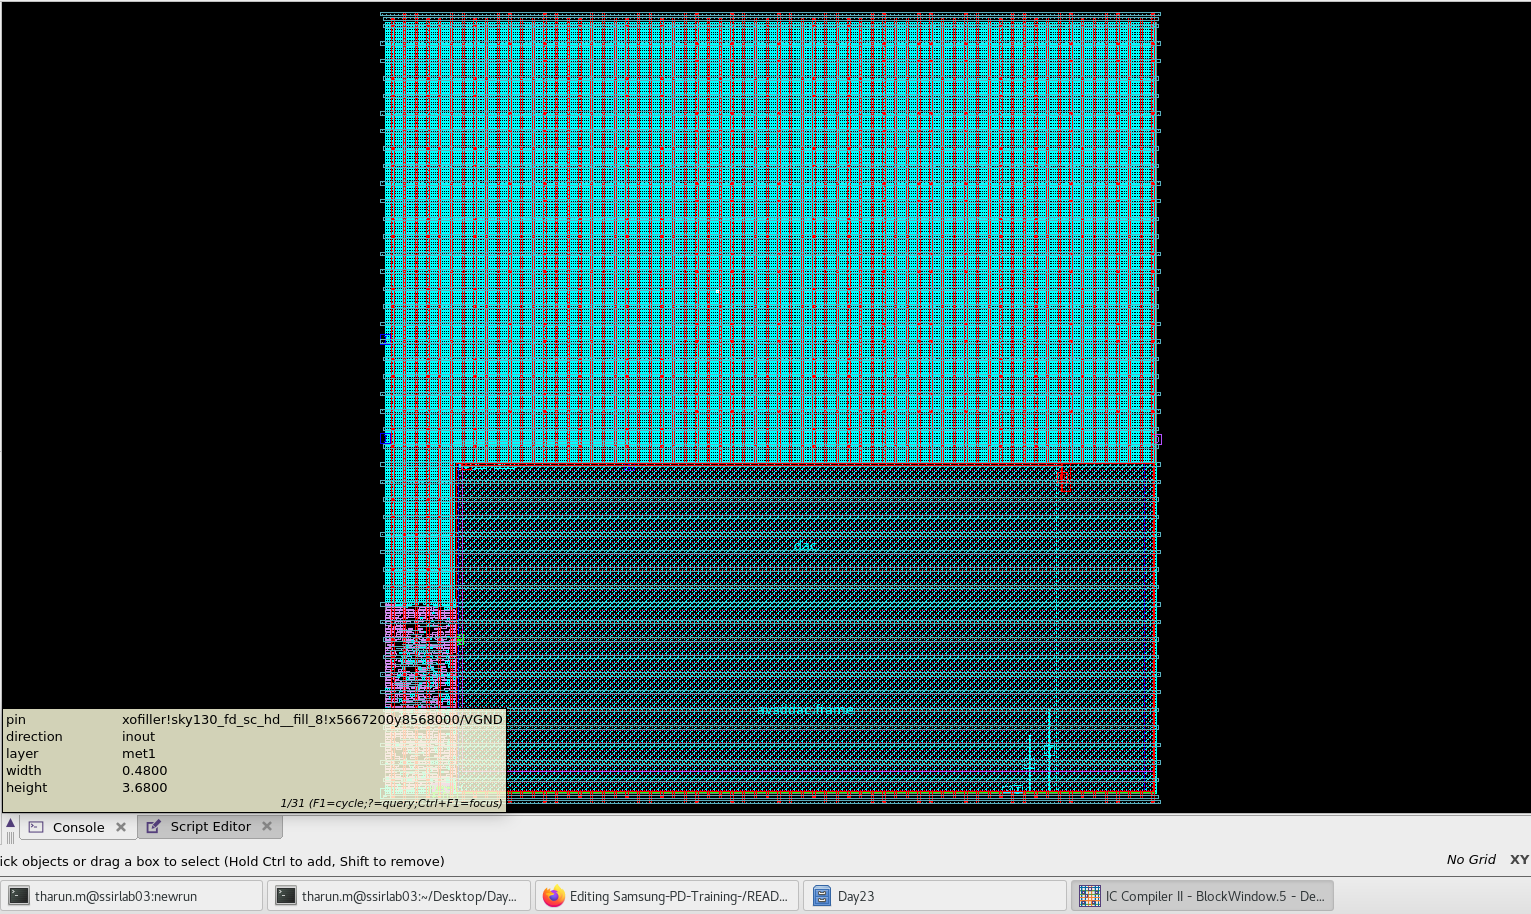 dac
avsddac.frame
pin xofiller!sky130_fd_sc_hd__fill_8!x5667200y8568000/VGND
direction inout
layer met1
width 0.4800
height 3.6800
1/31 (F1=cycle;?=query;Ctrl+F1=focus)
Console
Script Editor
ick objects or drag a box to select (Hold Ctrl to add, Shift to remove)
No Grid XY
tharun.m@ssirlab03:newrun
tharun.m@ssirlab03:~/Desktop/Day...
Editing Samsung-PD-Training-/READ...
Day23
IC Compiler II - BlockWindow.5 - De...